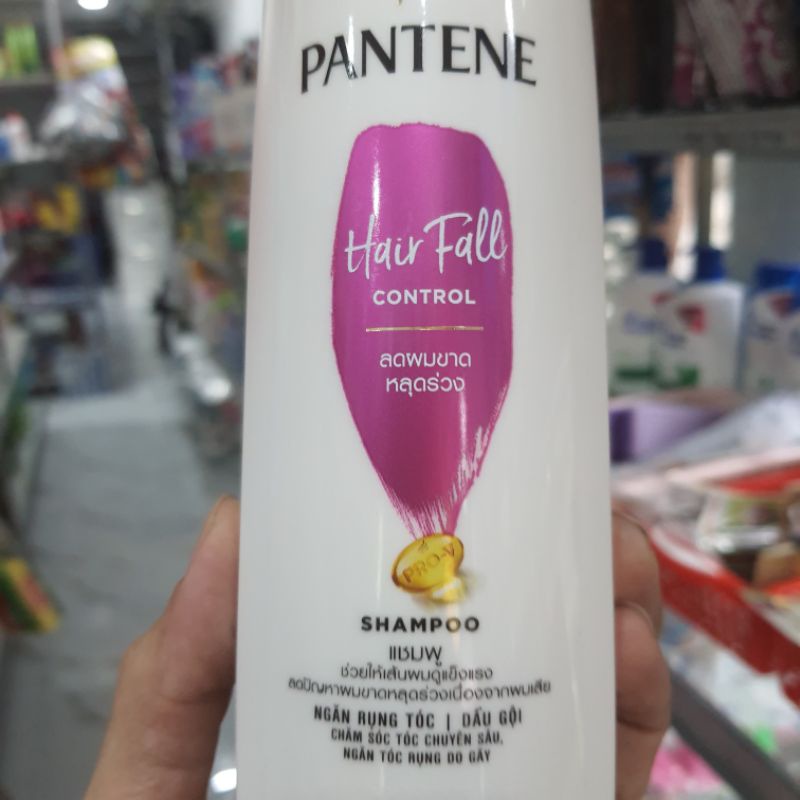 PANTENE
Hair Fall
CONTROL
ลดผมขาด
หลุดร่วง
PRO-V
SHAMPOO
แชมพู
ช่วยให้เส้นผมดูแข็งแรง
ลดปัญหาผมขาดหลุดร่วงเนื่องจากผมเสีย
NGĂN RỤNG TÓC | DẦU GỘI
CHĂM SÓC TÓC CHUYÊN SÂU,
NGĂN TÓC RỤNG DO GÃY